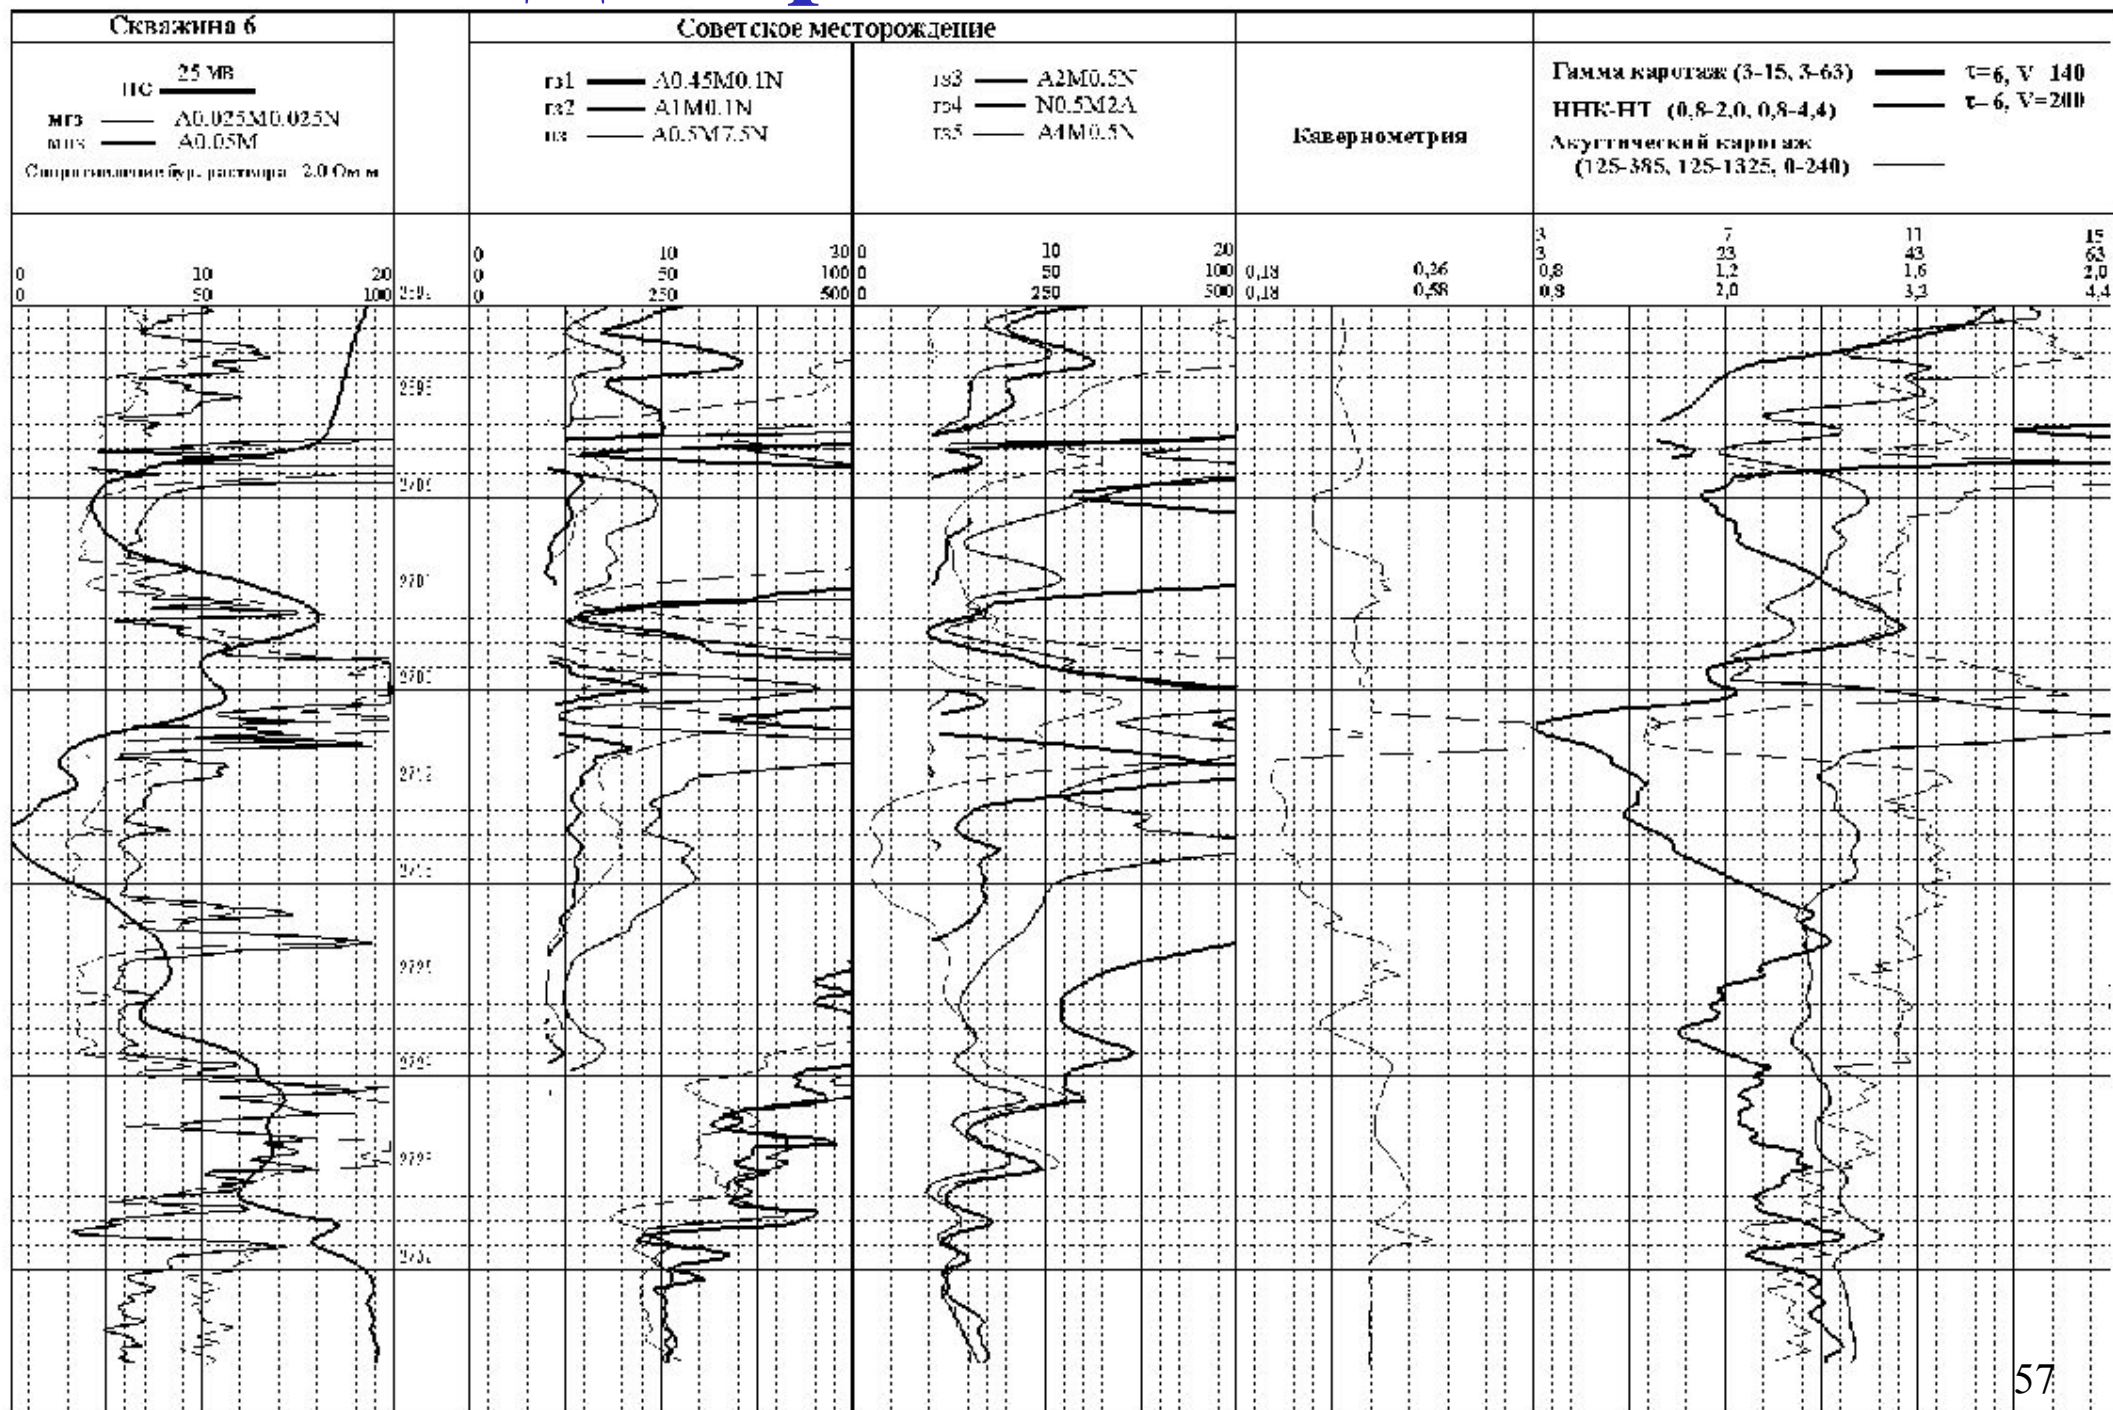 Скважина 6
Советское месторождение
25 мв
ПС
мгз A0.025M0.025N
A0.05M
Сопротивление бур. раствора 2.0 Ом м
гз1 A0.45M0.1N
гз2 A1M0.1N
пз A0.5M7.5N
гз3 A2M0.5N
гз4 N0.5M2A
гз5 A4M0.5N
Кавернометрия
Гамма каротаж (3-15, 3-63) τ=6, V 140
ННК-НТ (0,8-2,0, 0,8-4,4) τ-6, V=200
Акустический каротаж
(125-385, 125-1325, 0-240)
3 7 11 15
0 10 0 10 20 3 23 43 63
0 10 20 0 50 100 0 50 100 0,18 0,26 0,8 1,2 1,6 2,0
0 50 100 0 250 500 0 250 500 0,18 0,58 2,0 3,3 4,4
57